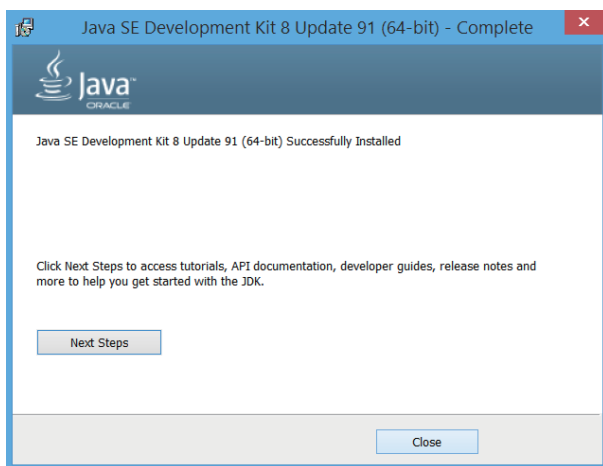 Java SE Development Kit 8 Update 91 (64-bit) - Complete
Java™
ORACLE
Java SE Development Kit 8 Update 91 (64-bit) Successfully Installed
Click Next Steps to access tutorials, API documentation, developer guides, release notes and
more to help you get started with the JDK.
Next Steps
Close